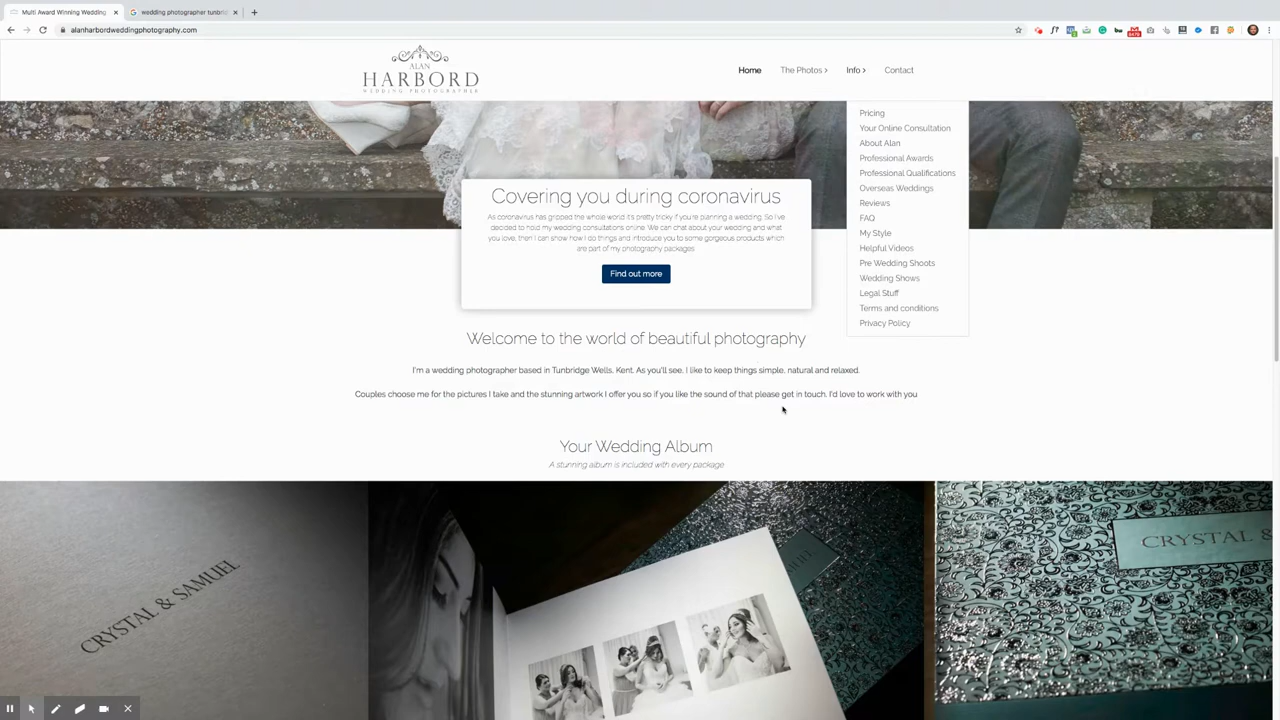 Multi Award Winning Wedding
wedding photographer tunbri
alanharbordweddingphotography.com
ALAN
HARBORD
WEDDING PHOTOGRAPHER
Home
The Photos ›
Info ›
Contact
Pricing
Your Online Consultation
About Alan
Professional Awards
Professional Qualifications
Overseas Weddings
Reviews
FAQ
My Style
Helpful Videos
Pre Wedding Shoots
Wedding Shows
Legal Stuff
Terms and conditions
Privacy Policy
Covering you during coronavirus
As coronavirus has gripped the whole world it's pretty tricky if you're planning a wedding. So I've
decided to hold my wedding consultations online. We can chat about your wedding and what
you love, then I can show how I do things and introduce you to some gorgeous products which
are part of my photography packages
Find out more
Welcome to the world of beautiful photography
I'm a wedding photographer based in Tunbridge Wells, Kent. As you'll see, I like to keep things simple, natural and relaxed.
Couples choose me for the pictures I take and the stunning artwork I offer you so if you like the sound of that please get in touch. I'd love to work with you
Your Wedding Album
A stunning album is included with every package
CRYSTAL & SAMUEL
CRYSTAL &